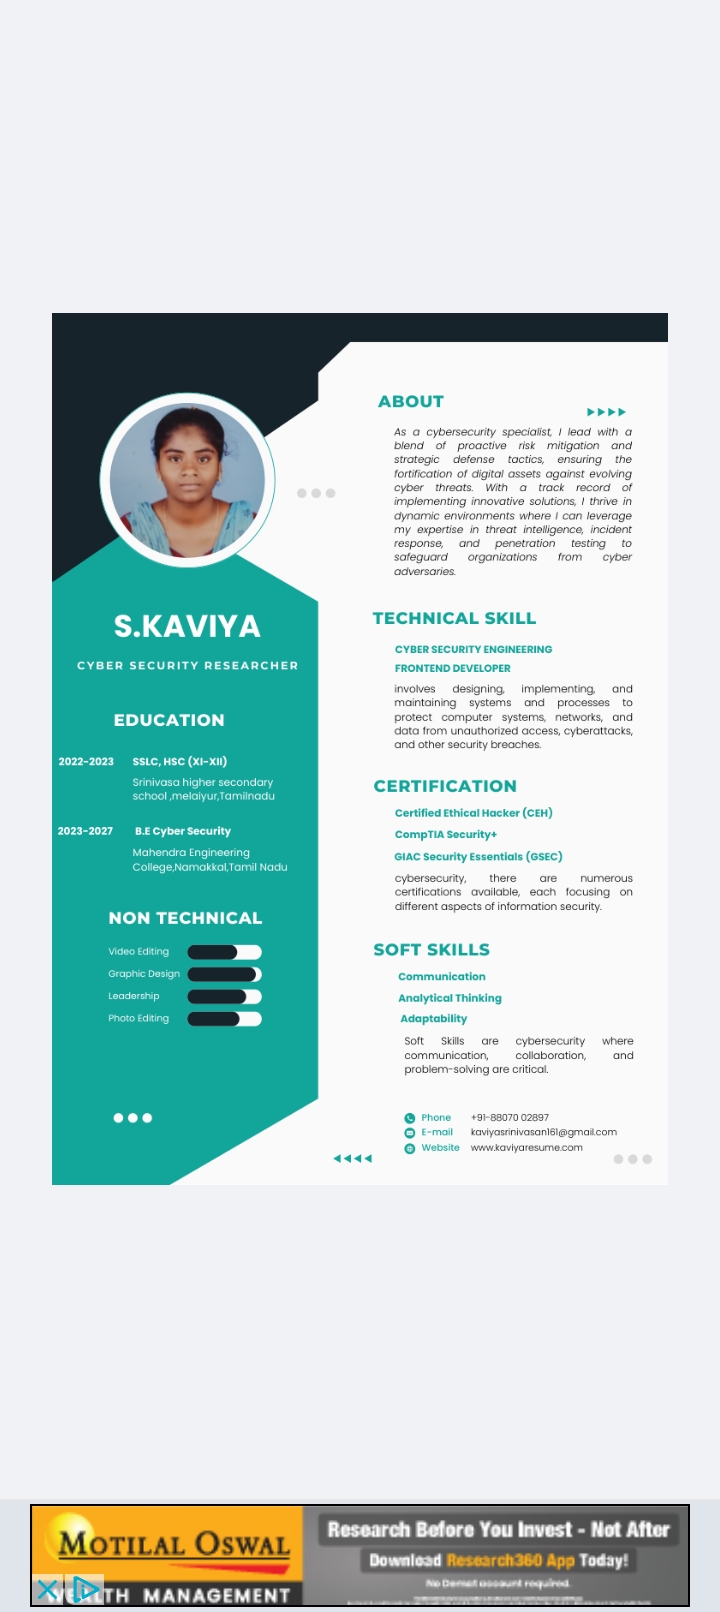 ABOUT
As a cybersecurity specialist, I lead with a
blend of proactive risk mitigation and
strategic defense tactics, ensuring the
fortification of digital assets against evolving
cyber threats. With a track record of
implementing innovative solutions, I thrive in
dynamic environments where I can leverage
my expertise in threat intelligence, incident
response, and penetration testing to
safeguard organizations from cyber
adversaries.
S.KAVIYA
CYBER SECURITY RESEARCHER
EDUCATION
2022-2023 SSLC, HSC (XI-XII)
Srinivasa higher secondary
school ,melaiyur,Tamilnadu
2023-2027 B.E Cyber Security
Mahendra Engineering
College,Namakkal,Tamil Nadu
NON TECHNICAL
Video Editing
Graphic Design
Leadership
Photo Editing
TECHNICAL SKILL
CYBER SECURITY ENGINEERING
FRONTEND DEVELOPER
involves designing, implementing, and
maintaining systems and processes to
protect computer systems, networks, and
data from unauthorized access, cyberattacks,
and other security breaches.
CERTIFICATION
Certified Ethical Hacker (CEH)
CompTIA Security+
GIAC Security Essentials (GSEC)
cybersecurity, there are numerous
certifications available, each focusing on
different aspects of information security.
SOFT SKILLS
Communication
Analytical Thinking
Adaptability
Soft Skills are cybersecurity where
communication, collaboration, and
problem-solving are critical.
Phone +91-88070 02897
E-mail kaviyasrinivasan161@gmail.com
Website www.kaviyaresume.com
MOTILAL OSWAL
WEALTH MANAGEMENT
Research Before You Invest - Not After
Download Research360 App Today!
No Demat account required.